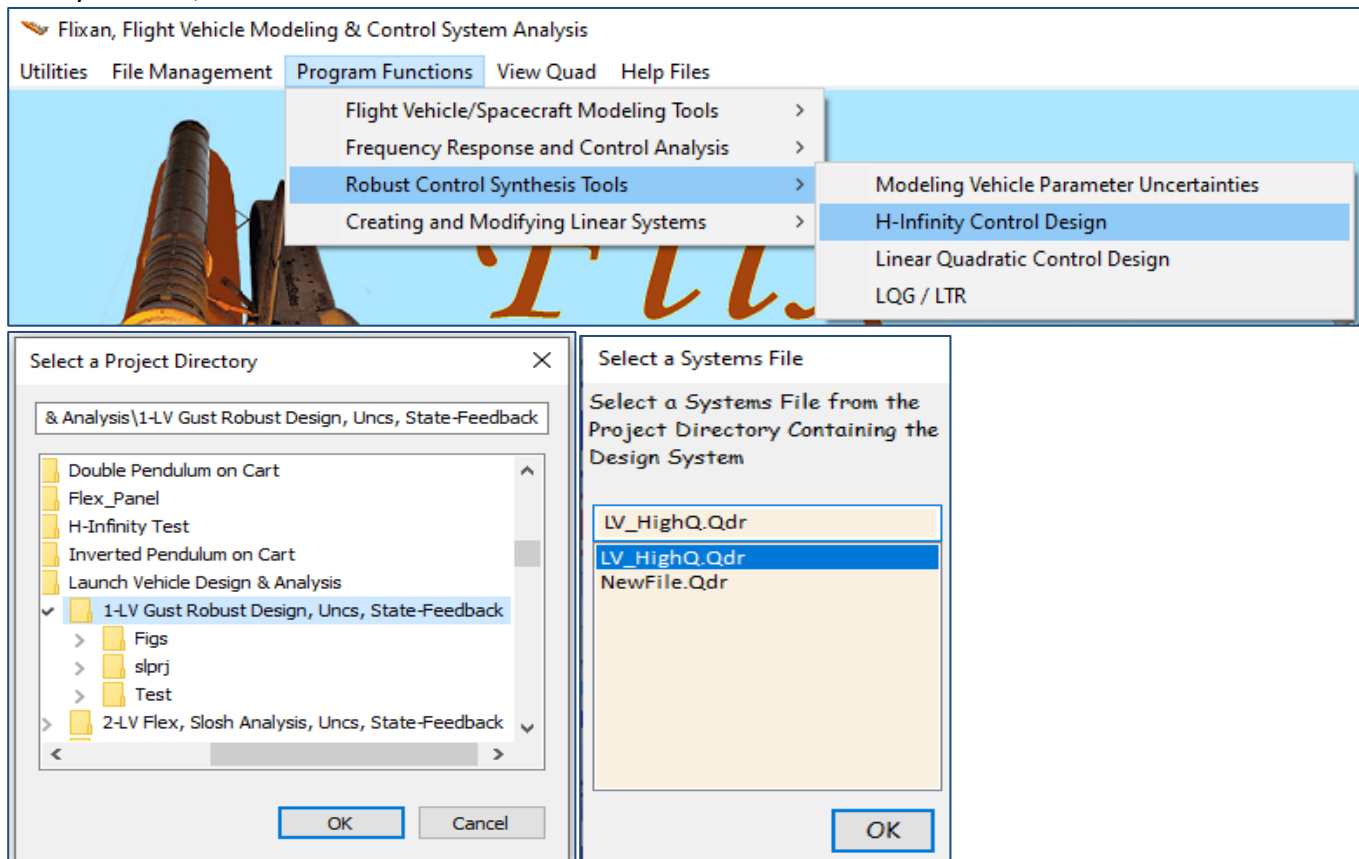 Flixan, Flight Vehicle Modeling & Control System Analysis
Utilities File Management Program Functions View Quad Help Files
Flight Vehicle/Spacecraft Modeling Tools >
Frequency Response and Control Analysis >
Robust Control Synthesis Tools >
Creating and Modifying Linear Systems >
Modeling Vehicle Parameter Uncertainties
H-Infinity Control Design
Linear Quadratic Control Design
LQG / LTR
Select a Project Directory
& Analysis\1-LV Gust Robust Design, Uncs, State-Feedback
Double Pendulum on Cart
Flex_Panel
H-Infinity Test
Inverted Pendulum on Cart
Launch Vehicle Design & Analysis
1-LV Gust Robust Design, Uncs, State-Feedback
Figs
slprj
Test
2-LV Flex, Slosh Analysis, Uncs, State-Feedback
OK Cancel
Select a Systems File
Select a Systems File from the
Project Directory Containing the
Design System
LV_HighQ.Qdr
LV_HighQ.Qdr
NewFile.Qdr
OK